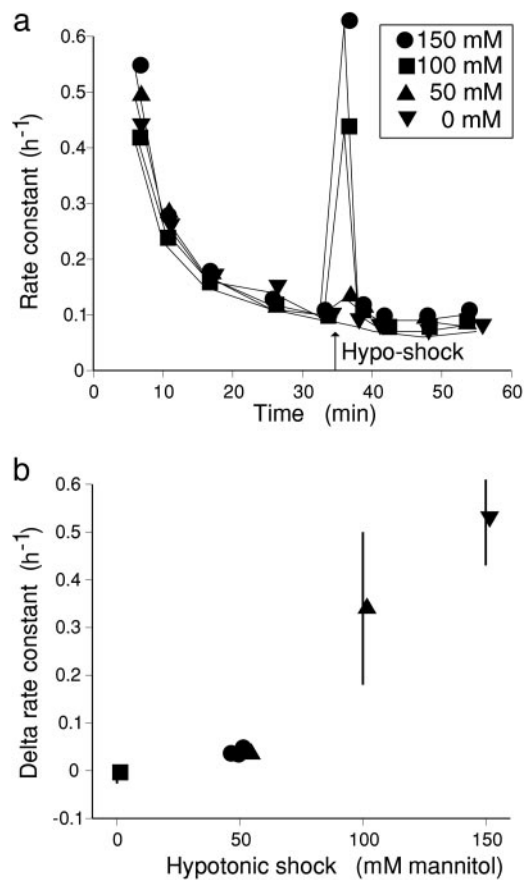 a
0.6
0.5
0.4
0.3
0.2
0.1
0
Rate constant (h⁻¹)
150 mM
100 mM
50 mM
0 mM
Hypo-shock
0 10 20 30 40 50 60
Time (min)
b
0.6
0.5
0.4
0.3
0.2
0.1
0
-0.1
Delta rate constant (h⁻¹)
0 50 100 150
Hypotonic shock (mM mannitol)